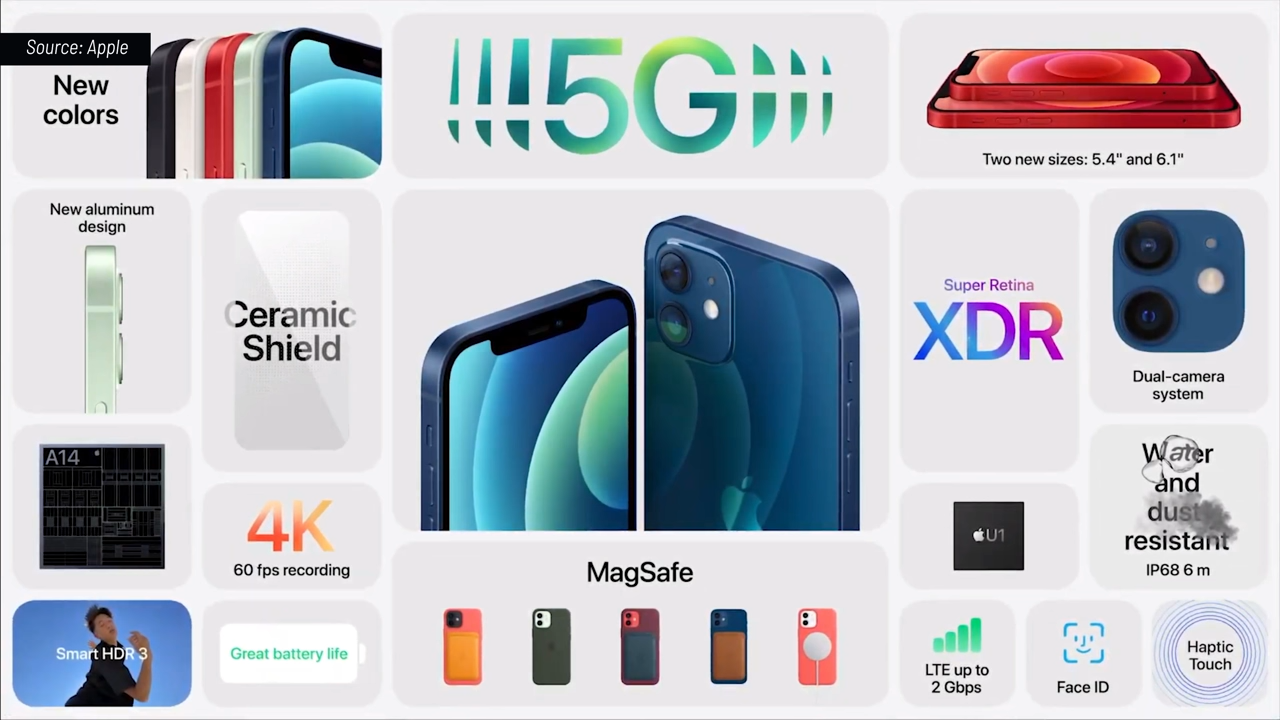 Source: Apple
New
colors
5G
Two new sizes: 5.4" and 6.1"
New aluminum
design
Ceramic
Shield
Super Retina
XDR
Dual-camera
system
A14
4K
60 fps recording
MagSafe
U1
Water
and
dust
resistant
IP68 6 m
Smart HDR 3
Great battery life
LTE up to
2 Gbps
Face ID
Haptic
Touch